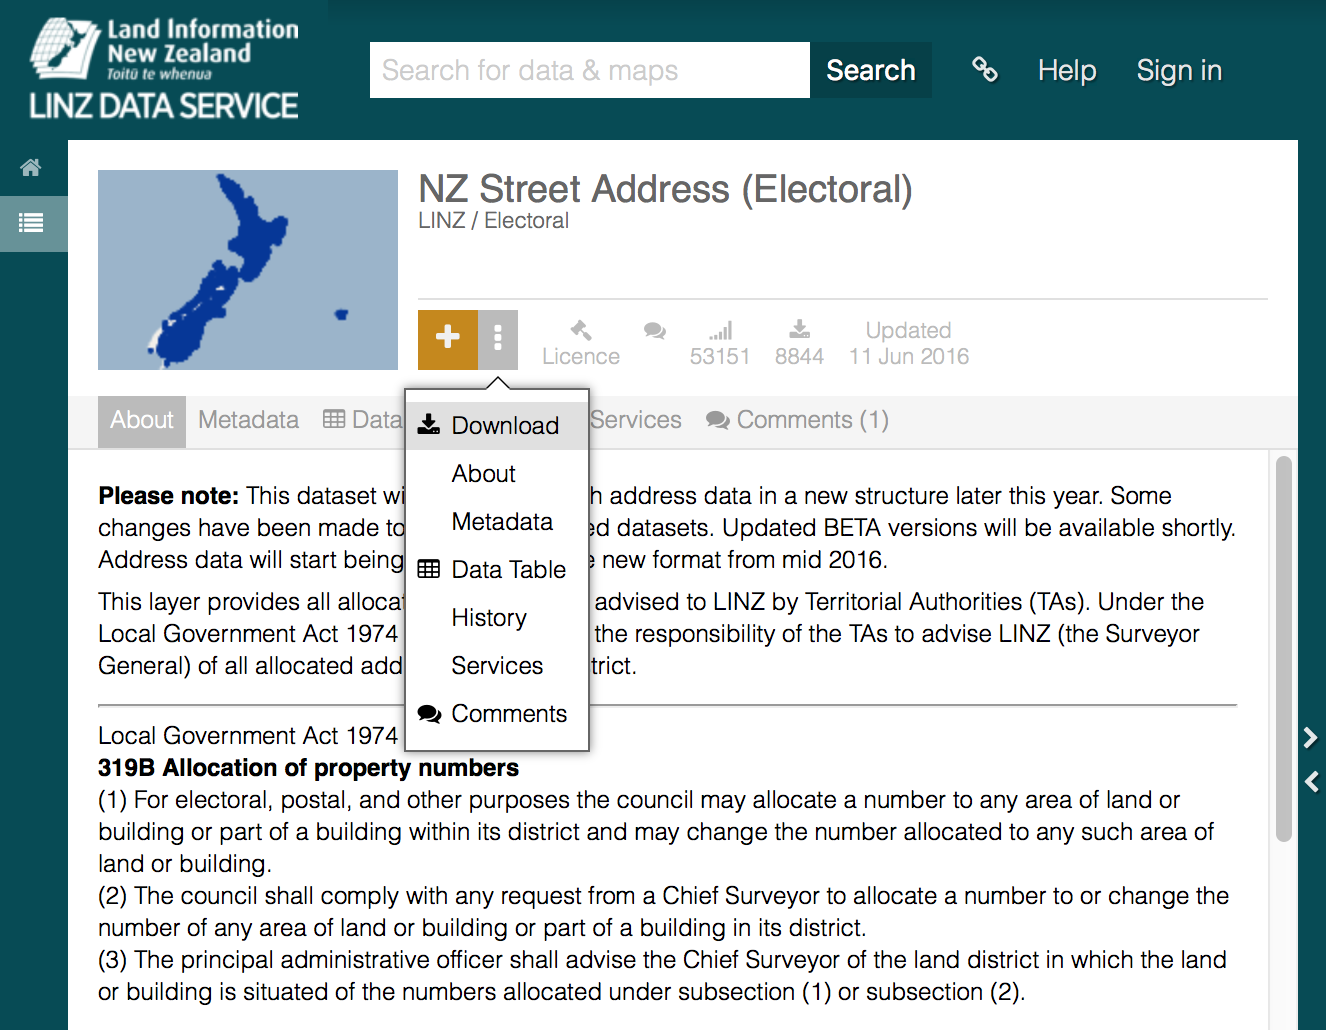 Land Information
New Zealand
Toitū te whenua
LINZ DATA SERVICE
Search for data & maps
Search
Help
Sign in
NZ Street Address (Electoral)
LINZ / Electoral
Licence
53151
8844
Updated
11 Jun 2016
About
Metadata
Data
Services
Comments (1)
Download
About
Metadata
Data Table
History
Services
Comments
Please note: This dataset address data in a new structure later this year. Some
changes have been made to datasets. Updated BETA versions will be available shortly.
Address data will start being new format from mid 2016.
This layer provides all advised to LINZ by Territorial Authorities (TAs). Under the
Local Government Act 1974 the responsibility of the TAs to advise LINZ (the Surveyor
General) of all allocated
Local Government Act 1974
319B Allocation of property numbers
(1) For electoral, postal, and other purposes the council may allocate a number to any area of land or
building or part of a building within its district and may change the number allocated to any such area of
land or building.
(2) The council shall comply with any request from a Chief Surveyor to allocate a number to or change the
number of any area of land or building or part of a building in its district.
(3) The principal administrative officer shall advise the Chief Surveyor of the land district in which the land
or building is situated of the numbers allocated under subsection (1) or subsection (2).